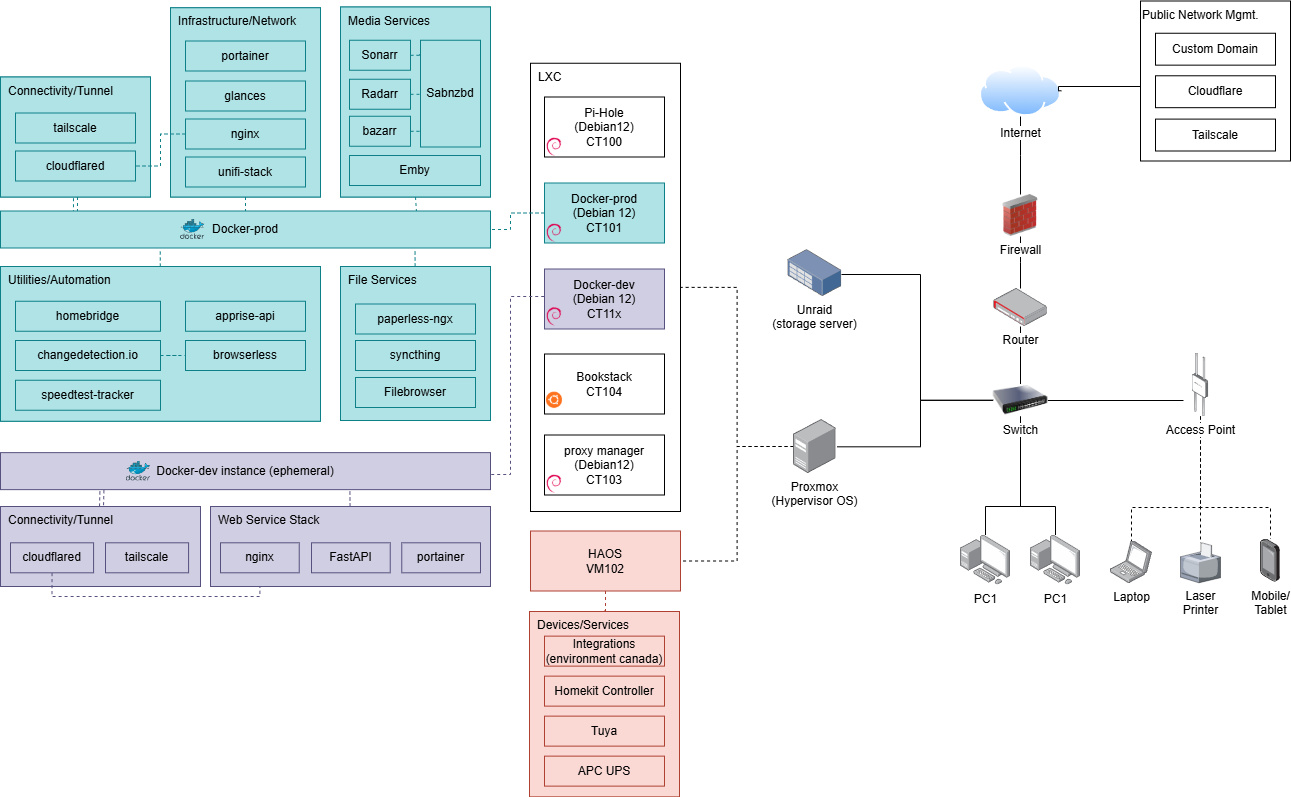 Infrastructure/Network
portainer
glances
nginx
unifi-stack
Media Services
Sonarr
Radarr
bazarr
Sabnzbd
Emby
Connectivity/Tunnel
tailscale
cloudflared
docker
Docker-prod
Utilities/Automation
homebridge
apprise-api
changedetection.io
browserless
speedtest-tracker
File Services
paperless-ngx
syncthing
Filebrowser
docker
Docker-dev instance (ephemeral)
Connectivity/Tunnel
cloudflared
tailscale
Web Service Stack
nginx
FastAPI
portainer
LXC
Pi-Hole
(Debian12)
CT100
Docker-prod
(Debian 12)
CT101
Docker-dev
(Debian 12)
CT11x
Bookstack
CT104
proxy manager
(Debian12)
CT103
HAOS
VM102
Devices/Services
Integrations
(environment canada)
Homekit Controller
Tuya
APC UPS
Unraid
(storage server)
Proxmox
(Hypervisor OS)
Public Network Mgmt.
Custom Domain
Cloudflare
Tailscale
Internet
Firewall
Router
Switch
Access Point
PC1
PC1
Laptop
Laser
Printer
Mobile/
Tablet